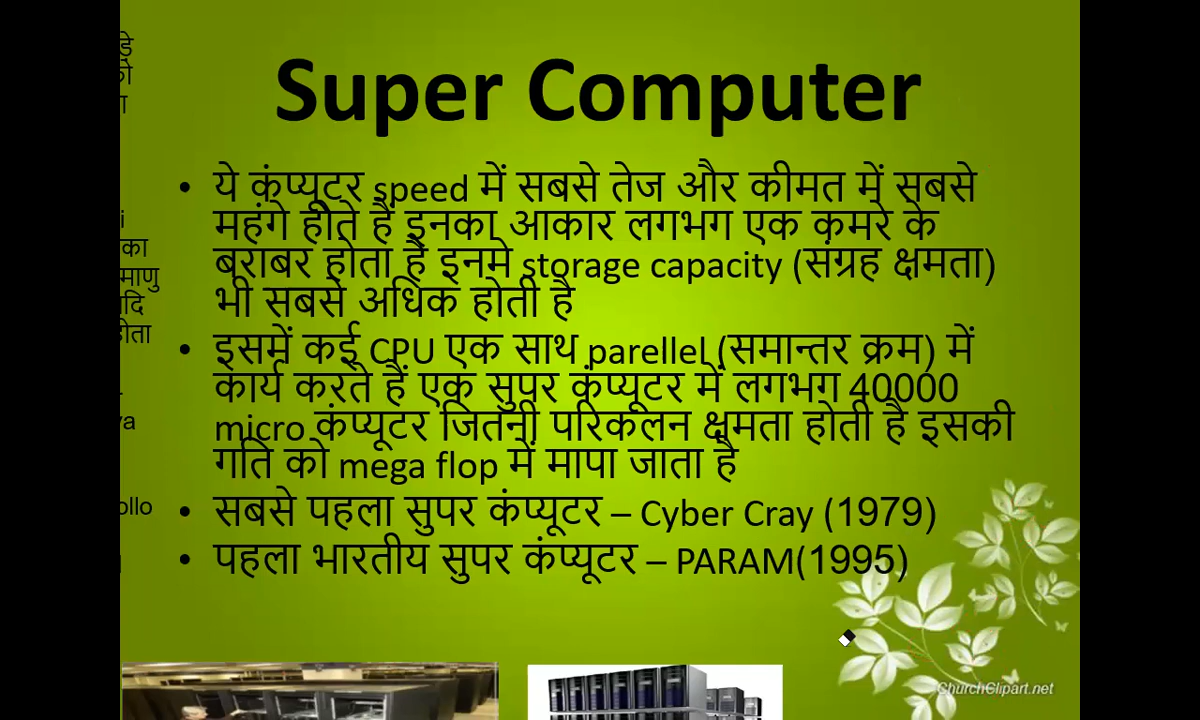 Super Computer
• ये कंप्यूटर speed में सबसे तेज और कीमत में सबसे
महंगे होते हैं इनका आकार लगभग एक कमरे के
बराबर होता है इनमे storage capacity (संग्रह क्षमता)
भी सबसे अधिक होती है
• इसमें कई CPU एक साथ parellel (समान्तर क्रम) में
कार्य करते हैं एक सुपर कंप्यूटर में लगभग 40000
micro कंप्यूटर जितनी परिकलन क्षमता होती है इसकी
गति को mega flop में मापा जाता है
• सबसे पहला सुपर कंप्यूटर – Cyber Cray (1979)
• पहला भारतीय सुपर कंप्यूटर – PARAM(1995)
ChurchClipart.net